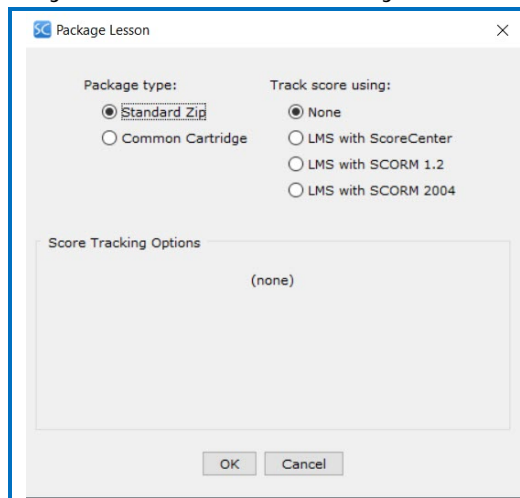 SC Package Lesson
Package type:
Standard Zip
Common Cartridge
Track score using:
None
LMS with ScoreCenter
LMS with SCORM 1.2
LMS with SCORM 2004
Score Tracking Options
(none)
OK Cancel